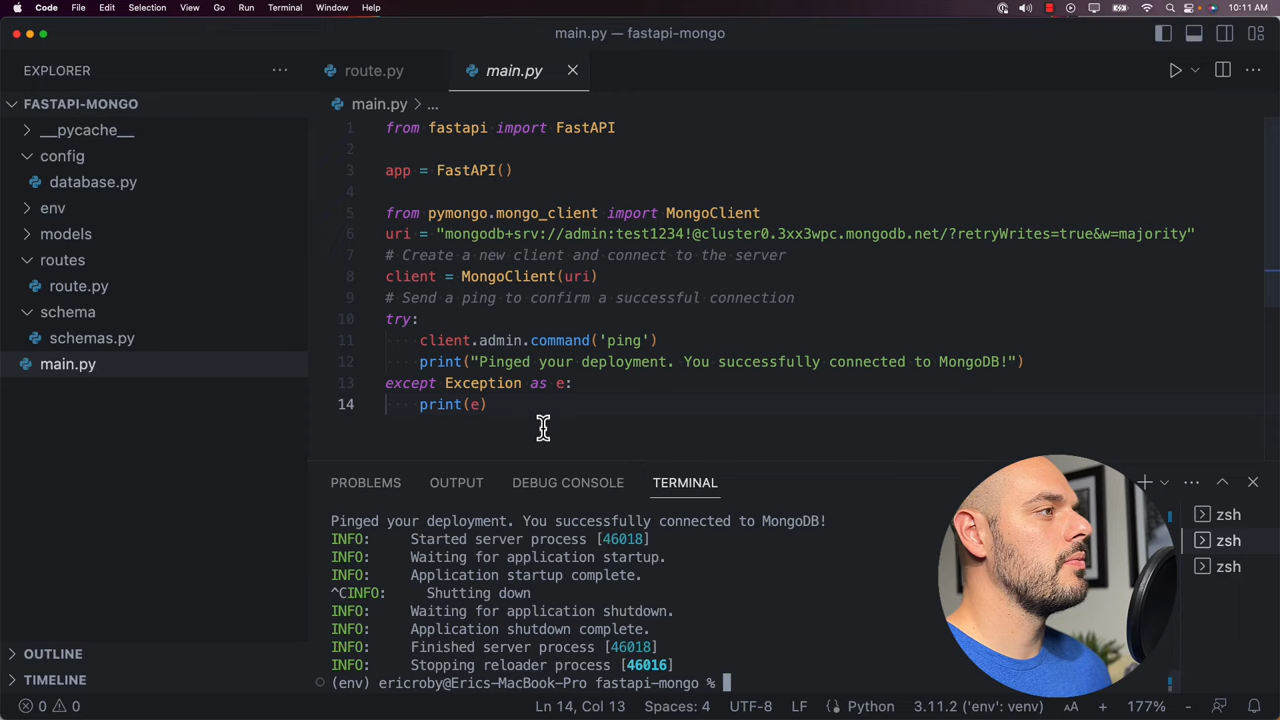 Code File Edit Selection View Go Run Terminal Window Help 10:11 AM
main.py — fastapi-mongo
EXPLORER ··· route.py main.py
FASTAPI-MONGO
__pycache__
config
database.py
env
models
routes
route.py
schema
schemas.py
main.py
OUTLINE
TIMELINE
main.py > ...
1 from fastapi import FastAPI
2
3 app = FastAPI()
4
5 from pymongo.mongo_client import MongoClient
6 uri = "mongodb+srv://admin:test1234!@cluster0.3xx3wpc.mongodb.net/?retryWrites=true&w=majority"
7 # Create a new client and connect to the server
8 client = MongoClient(uri)
9 # Send a ping to confirm a successful connection
10 try:
11 client.admin.command('ping')
12 print("Pinged your deployment. You successfully connected to MongoDB!")
13 except Exception as e:
14 print(e)
PROBLEMS OUTPUT DEBUG CONSOLE TERMINAL
Pinged your deployment. You successfully connected to MongoDB!
INFO: Started server process [46018]
INFO: Waiting for application startup.
INFO: Application startup complete.
^CINFO: Shutting down
INFO: Waiting for application shutdown.
INFO: Application shutdown complete.
INFO: Finished server process [46018]
INFO: Stopping reloader process [46016]
(env) ericroby@Erics-MacBook-Pro fastapi-mongo %
zsh
zsh
zsh
0 0 Ln 14, Col 13 Spaces: 4 UTF-8 LF Python 3.11.2 ('env': venv) AA + 177% -